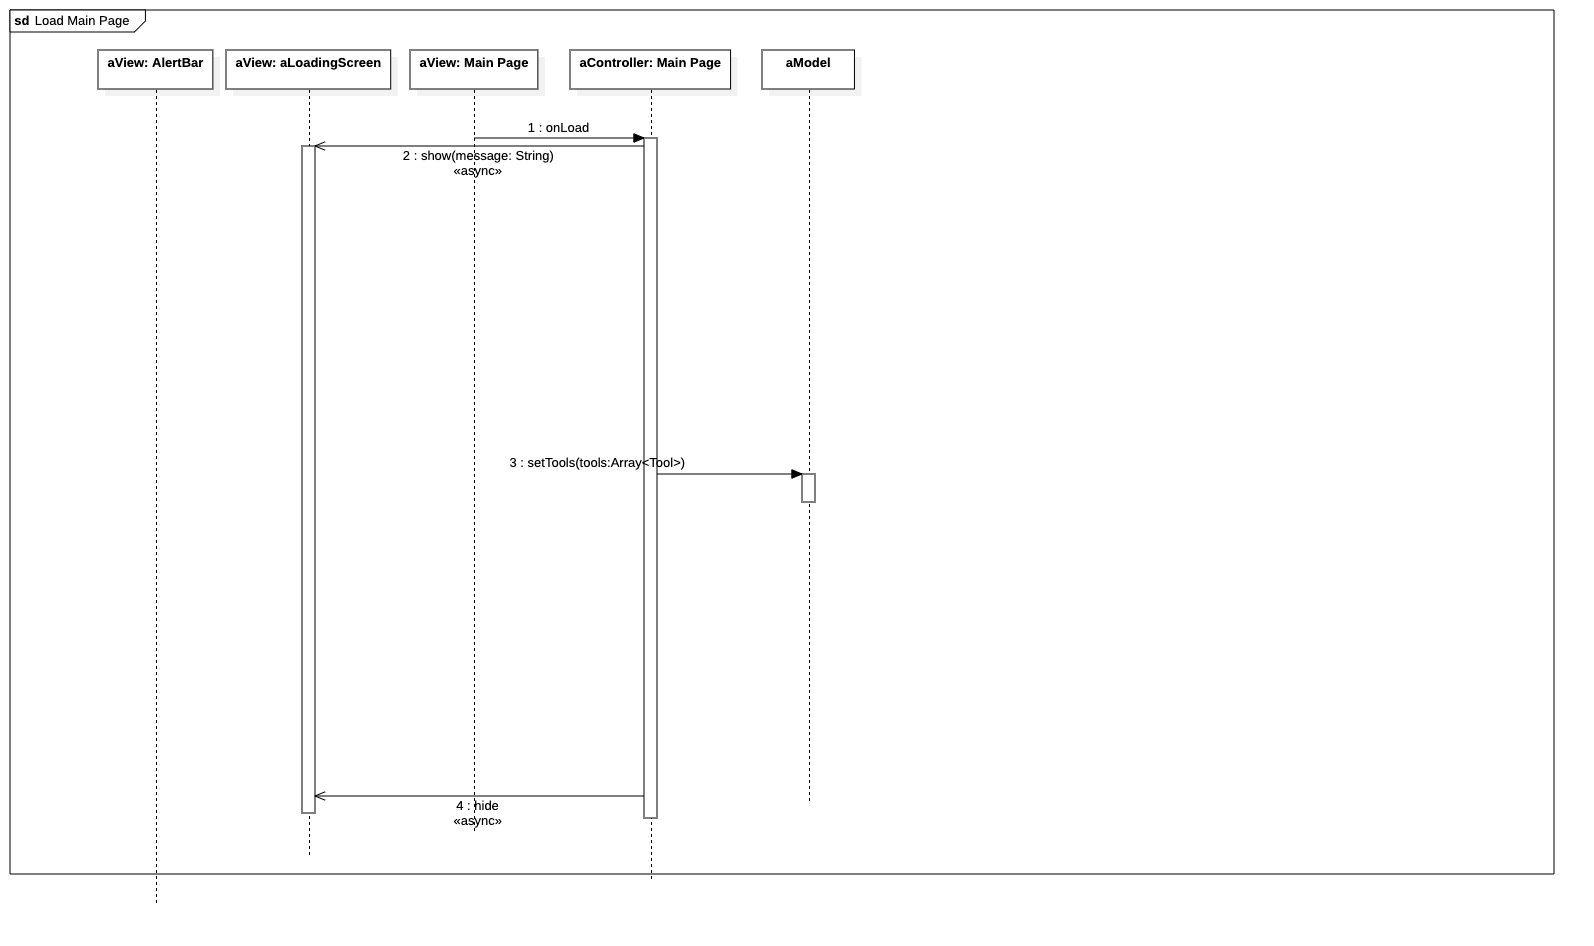 sd Load Main Page
aView: AlertBar
aView: aLoadingScreen
aView: Main Page
aController: Main Page
aModel
1 : onLoad
2 : show(message: String)
«async»
3 : setTools(tools:Array<Tool>)
4 : hide
«async»